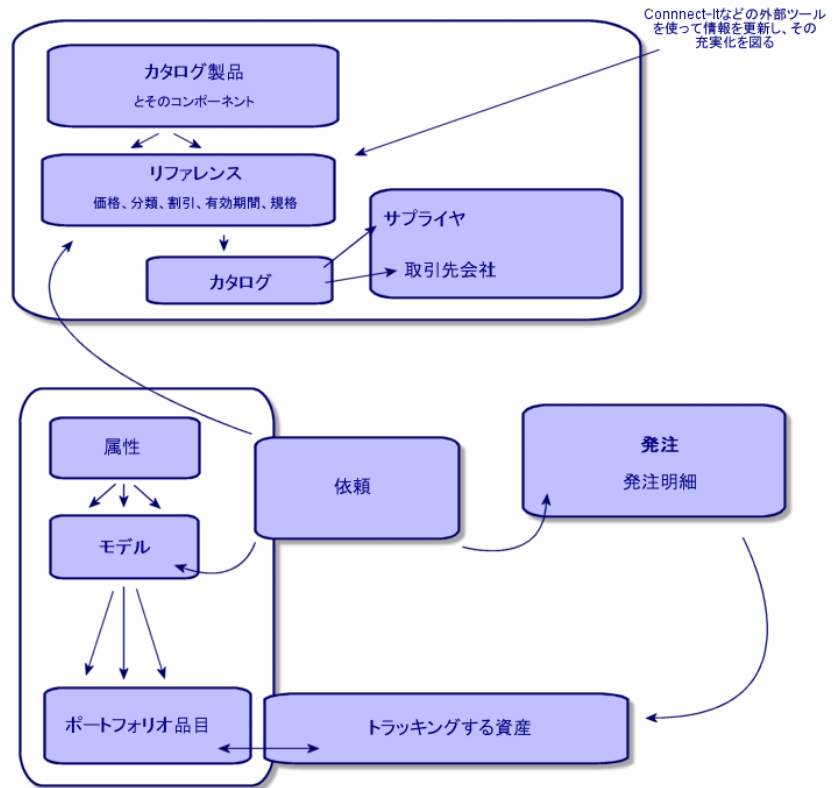 Connnect-Itなどの外部ツール
を使って情報を更新し、その
充実化を図る
カタログ製品
とそのコンポーネント
リファレンス
価格、分類、割引、有効期間、規格
サプライヤ
取引先会社
カタログ
属性
依頼
発注
発注明細
モデル
ポートフォリオ品目
トラッキングする資産